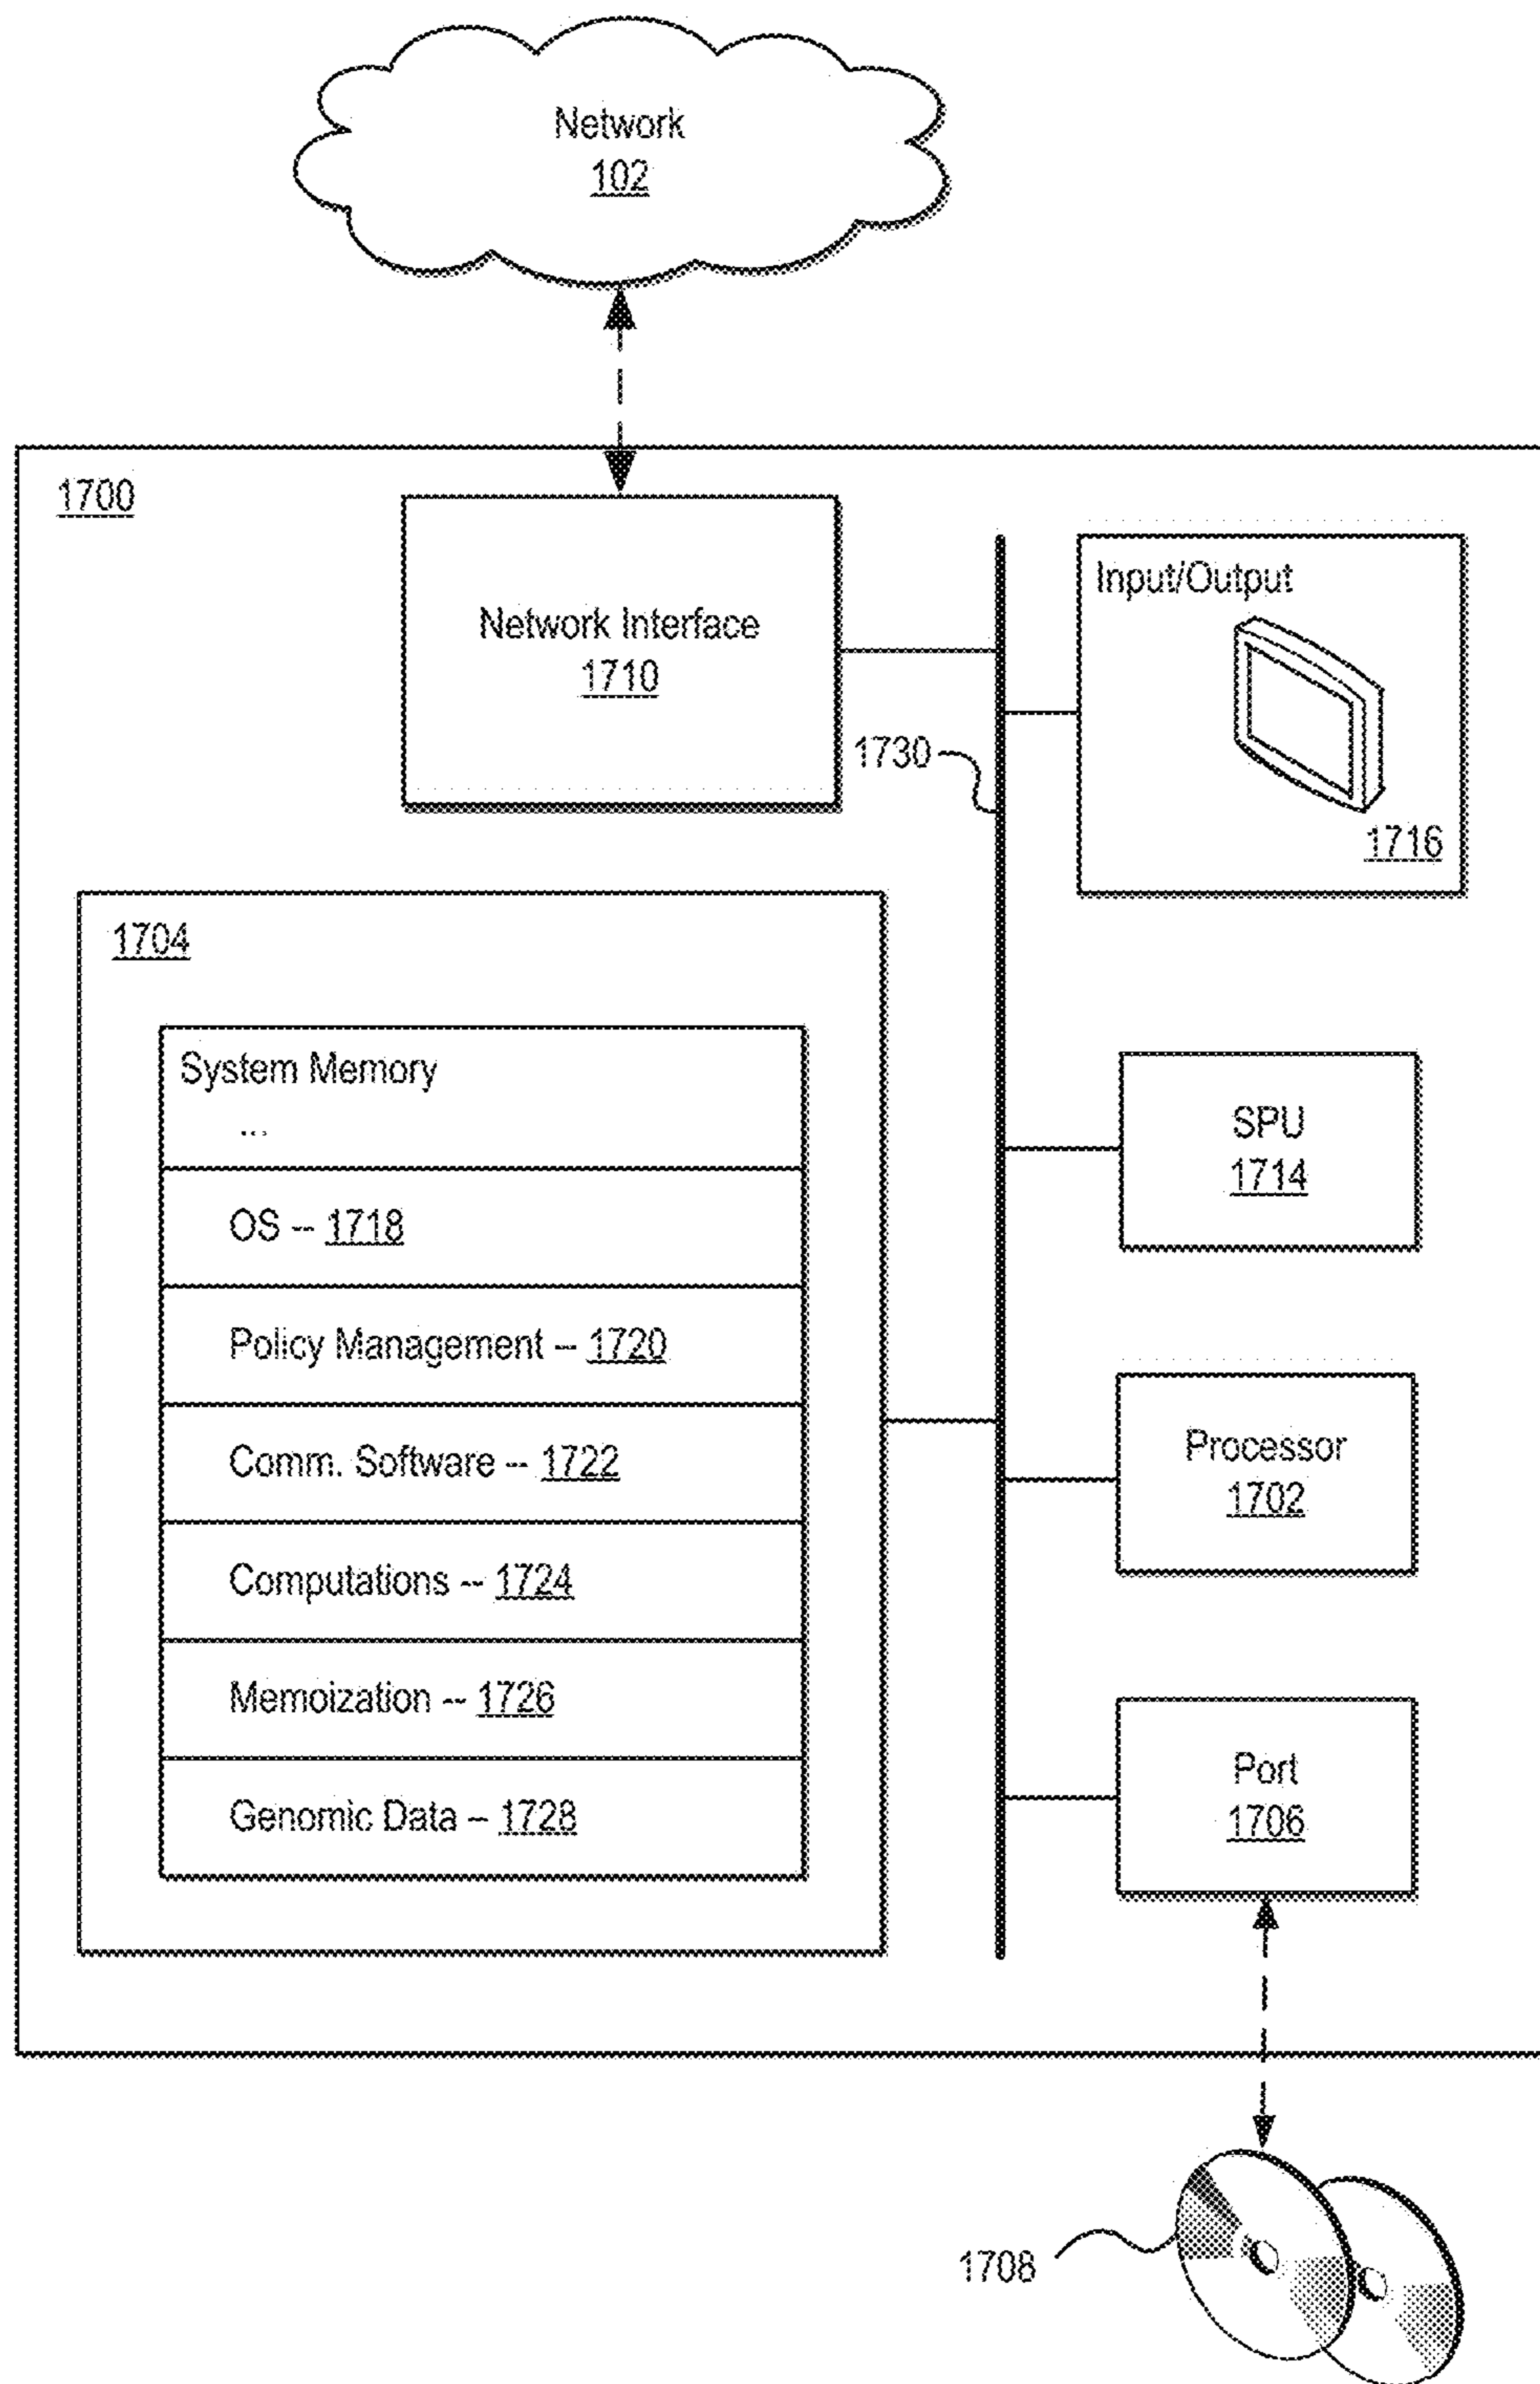 Network
102
1700
Network Interface
1710
Input/Output
1716
1730
1704
System Memory
...
OS -- 1718
Policy Management -- 1720
Comm. Software -- 1722
Computations -- 1724
Memoization -- 1726
Genomic Data -- 1728
SPU
1714
Processor
1702
Port
1706
1708